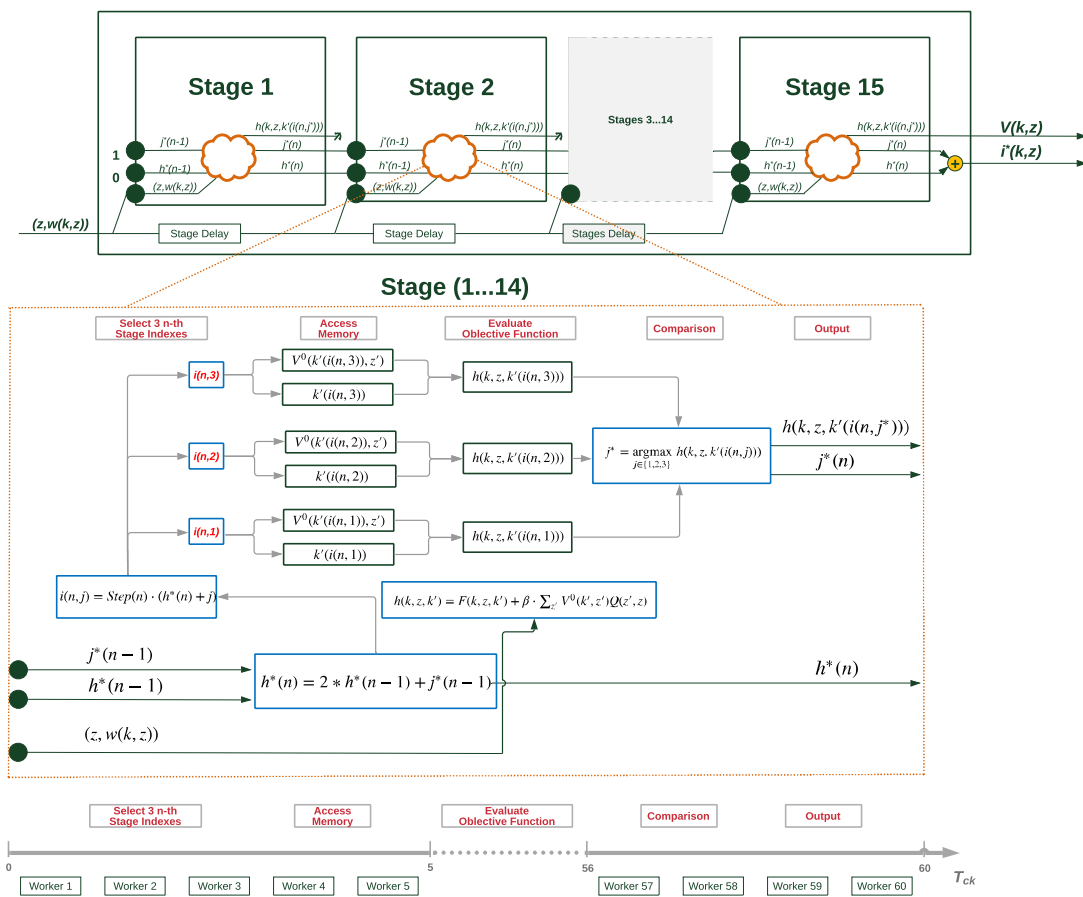 Stage 1
Stage 2
Stages 3...14
Stage 15
h(k,z,k'(i(n,j*)))
h(k,z,k'(i(n,j*)))
h(k,z,k'(i(n,j*)))
V(k,z)
1
j*(n-1)
j*(n)
j*(n-1)
j*(n)
j*(n-1)
j*(n)
i*(k,z)
+
0
h*(n-1)
h*(n)
h*(n-1)
h*(n)
h*(n-1)
h*(n)
(z,w(k,z))
(z,w(k,z))
(z,w(k,z))
(z,w(k,z))
Stage Delay
Stage Delay
Stages Delay
Stage (1...14)
Select 3 n-th
Stage Indexes
Access
Memory
Evaluate
Oblective Function
Comparison
Output
i(n,3)
V⁰(k′(i(n, 3)), z′)
k′(i(n, 3))
h(k, z, k′(i(n, 3)))
i(n,2)
V⁰(k′(i(n, 2)), z′)
k′(i(n, 2))
h(k, z, k′(i(n, 2)))
j* = argmax h(k, z. k′(i(n, j)))
j∈{1,2,3}
h(k, z, k′(i(n, j*)))
j*(n)
i(n,1)
V⁰(k′(i(n, 1)), z′)
k′(i(n, 1))
h(k, z, k′(i(n, 1)))
i(n, j) = Step(n) · (h*(n) + j)
h(k, z, k′) = F(k, z, k′) + β · ∑z′ V⁰(k′, z′)Q(z′, z)
j*(n − 1)
h*(n − 1)
h*(n) = 2 * h*(n − 1) + j*(n − 1)
h*(n)
(z, w(k, z))
Select 3 n-th
Stage Indexes
Access
Memory
Evaluate
Oblective Function
Comparison
Output
0
5
56
60
Tck
Worker 1
Worker 2
Worker 3
Worker 4
Worker 5
Worker 57
Worker 58
Worker 59
Worker 60